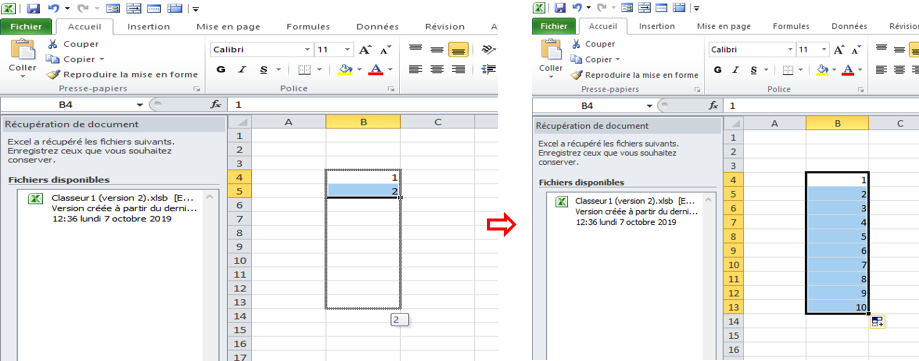 Fichier Accueil Insertion Mise en page Formules Données Révision
Couper
Copier
Reproduire la mise en forme
Coller
Presse-papiers
Calibri 11 A A
G I S A
Police
B4 fx 1
Récupération de document
Excel a récupéré les fichiers suivants.
Enregistrez ceux que vous souhaitez
conserver.
Fichiers disponibles
Classeur1 (version 2).xlsb [E...
Version créée à partir du derni...
12:36 lundi 7 octobre 2019
A B C
1
2
3
4 1
5 2
6
7
8
9
10
11
12
13
14 2
15
16
17
Fichier Accueil Insertion Mise en page Formules Données Révision
Couper
Copier
Reproduire la mise en forme
Coller
Presse-papiers
Calibri 11 A A
G I S A
Police
B4 fx 1
Récupération de document
Excel a récupéré les fichiers suivants.
Enregistrez ceux que vous souhaitez
conserver.
Fichiers disponibles
Classeur1 (version 2).xlsb [E...
Version créée à partir du derni...
12:36 lundi 7 octobre 2019
A B C
1
2
3
4 1
5 2
6 3
7 4
8 5
9 6
10 7
11 8
12 9
13 10
14
15
16